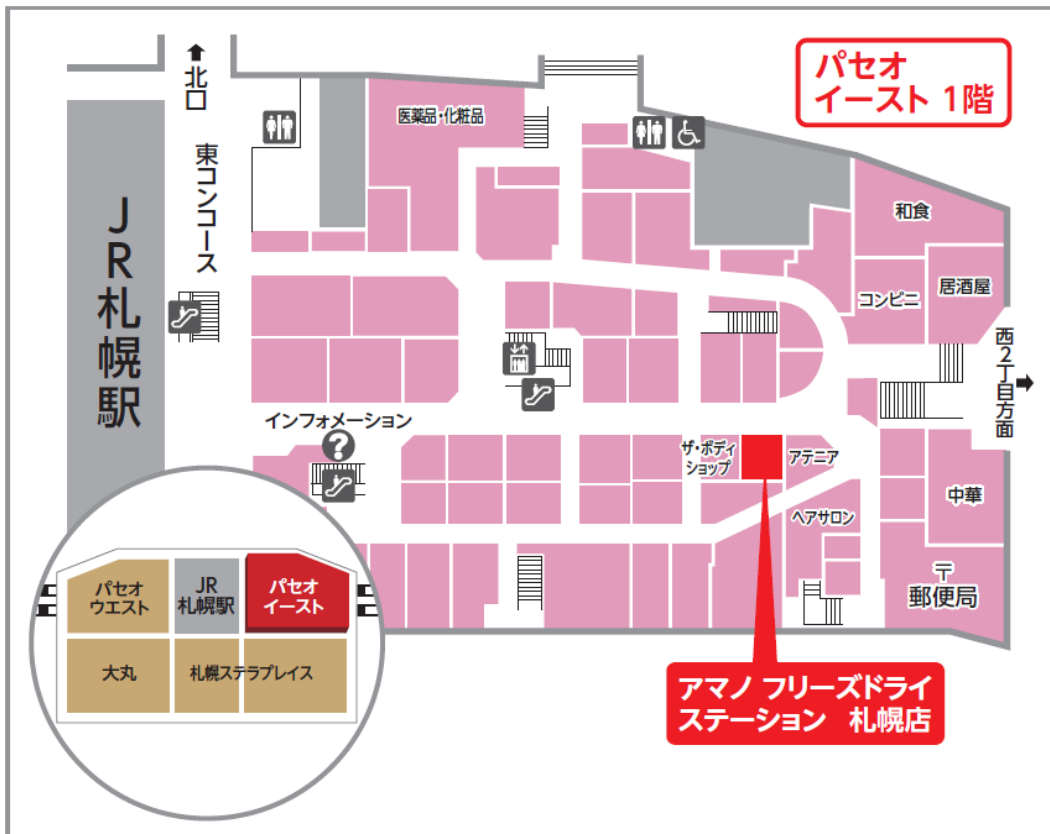 パセオ
イースト 1階
北口
東コンコース
JR札幌駅
医薬品・化粧品
和食
居酒屋
コンビニ
西2丁目方面
インフォメーション
?
ザ・ボディ
ショップ
アテニア
ヘアサロン
中華
〒
郵便局
アマノ フリーズドライ
ステーション 札幌店
パセオ
ウエスト
JR
札幌駅
パセオ
イースト
大丸
札幌ステラプレイス